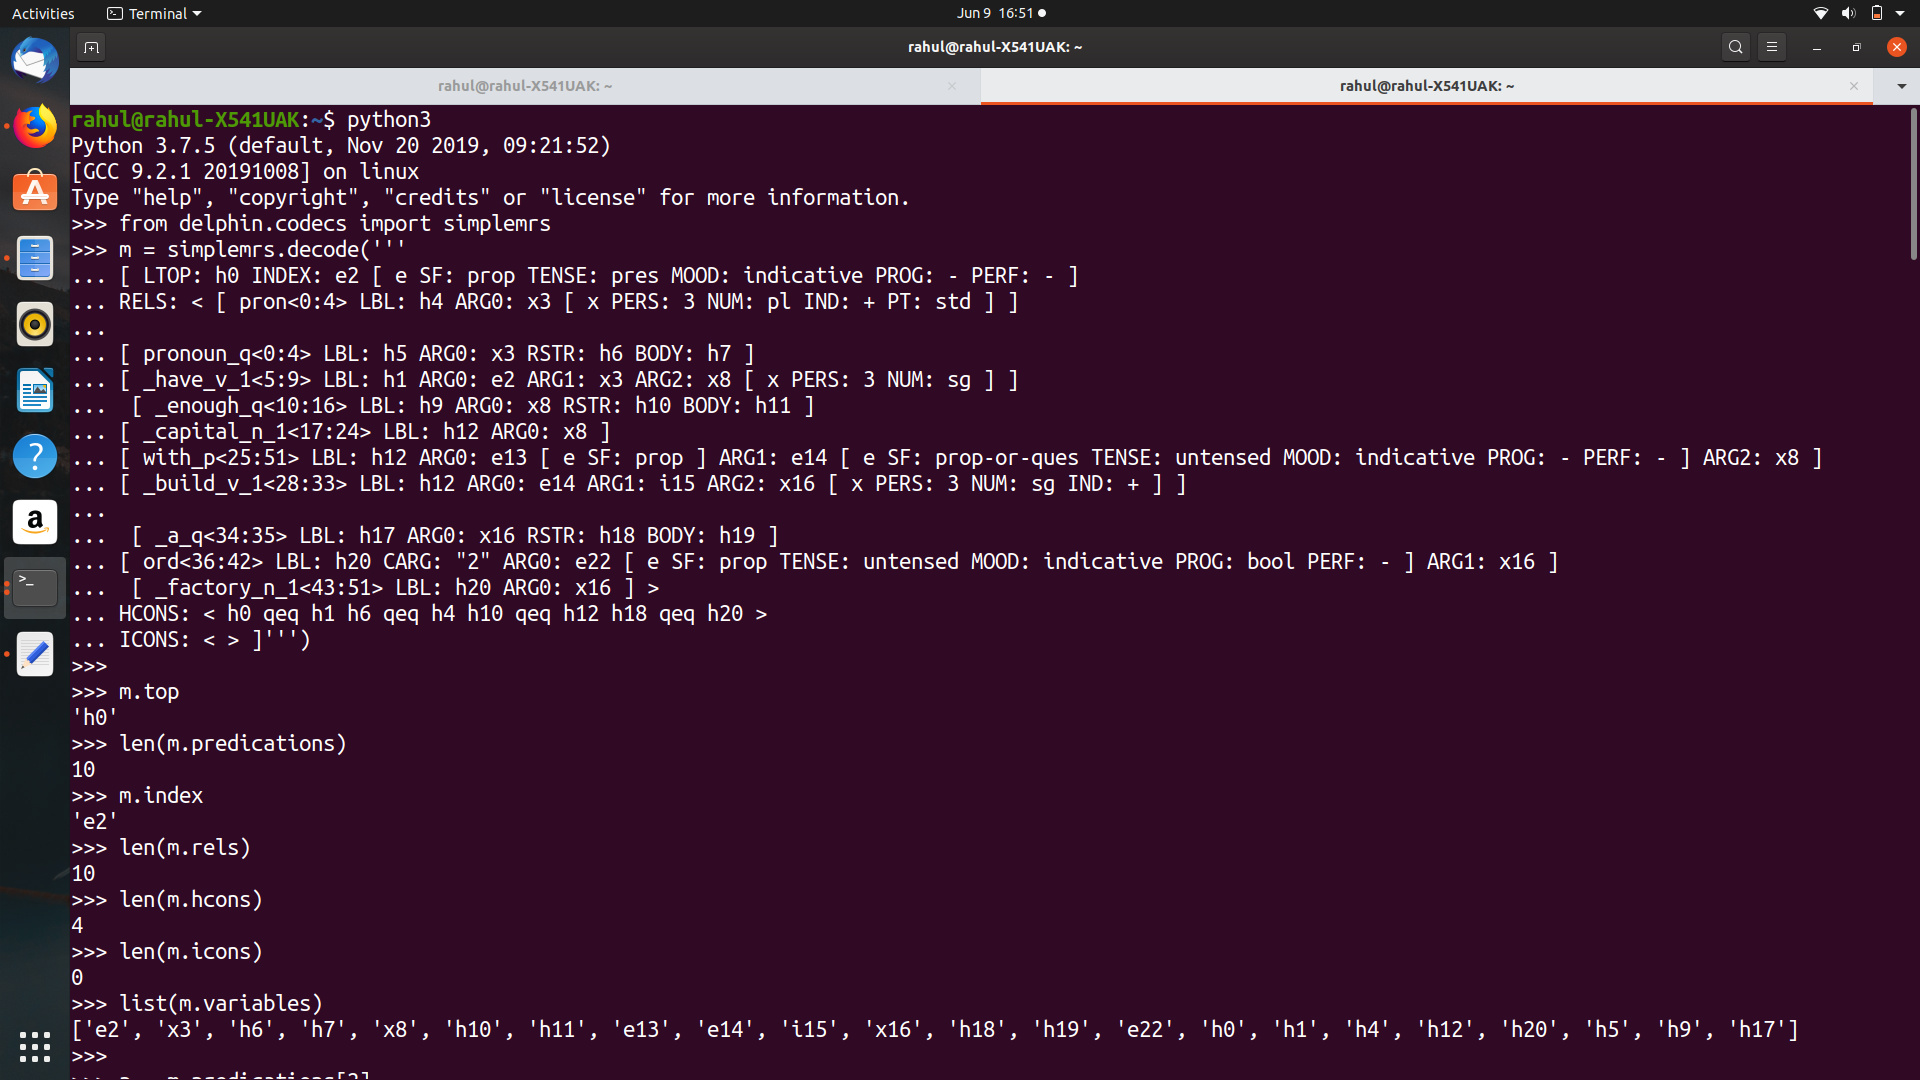 Activities
Terminal
Jun 9 16:51
rahul@rahul-X541UAK: ~
rahul@rahul-X541UAK: ~
rahul@rahul-X541UAK: ~
rahul@rahul-X541UAK:~$ python3
Python 3.7.5 (default, Nov 20 2019, 09:21:52)
[GCC 9.2.1 20191008] on linux
Type "help", "copyright", "credits" or "license" for more information.
>>> from delphin.codecs import simplemrs
>>> m = simplemrs.decode('''
... [ LTOP: h0 INDEX: e2 [ e SF: prop TENSE: pres MOOD: indicative PROG: - PERF: - ]
... RELS: < [ pron<0:4> LBL: h4 ARG0: x3 [ x PERS: 3 NUM: pl IND: + PT: std ] ]
...
... [ pronoun_q<0:4> LBL: h5 ARG0: x3 RSTR: h6 BODY: h7 ]
... [ _have_v_1<5:9> LBL: h1 ARG0: e2 ARG1: x3 ARG2: x8 [ x PERS: 3 NUM: sg ] ]
...  [ _enough_q<10:16> LBL: h9 ARG0: x8 RSTR: h10 BODY: h11 ]
... [ _capital_n_1<17:24> LBL: h12 ARG0: x8 ]
... [ with_p<25:51> LBL: h12 ARG0: e13 [ e SF: prop ] ARG1: e14 [ e SF: prop-or-ques TENSE: untensed MOOD: indicative PROG: - PERF: - ] ARG2: x8 ]
... [ _build_v_1<28:33> LBL: h12 ARG0: e14 ARG1: i15 ARG2: x16 [ x PERS: 3 NUM: sg IND: + ] ]
...
...  [ _a_q<34:35> LBL: h17 ARG0: x16 RSTR: h18 BODY: h19 ]
... [ ord<36:42> LBL: h20 CARG: "2" ARG0: e22 [ e SF: prop TENSE: untensed MOOD: indicative PROG: bool PERF: - ] ARG1: x16 ]
...  [ _factory_n_1<43:51> LBL: h20 ARG0: x16 ] >
... HCONS: < h0 qeq h1 h6 qeq h4 h10 qeq h12 h18 qeq h20 >
... ICONS: < > ]''')
>>>
>>> m.top
'h0'
>>> len(m.predications)
10
>>> m.index
'e2'
>>> len(m.rels)
10
>>> len(m.hcons)
4
>>> len(m.icons)
0
>>> list(m.variables)
['e2', 'x3', 'h6', 'h7', 'x8', 'h10', 'h11', 'e13', 'e14', 'i15', 'x16', 'h18', 'h19', 'e22', 'h0', 'h1', 'h4', 'h12', 'h20', 'h5', 'h9', 'h17']
>>>